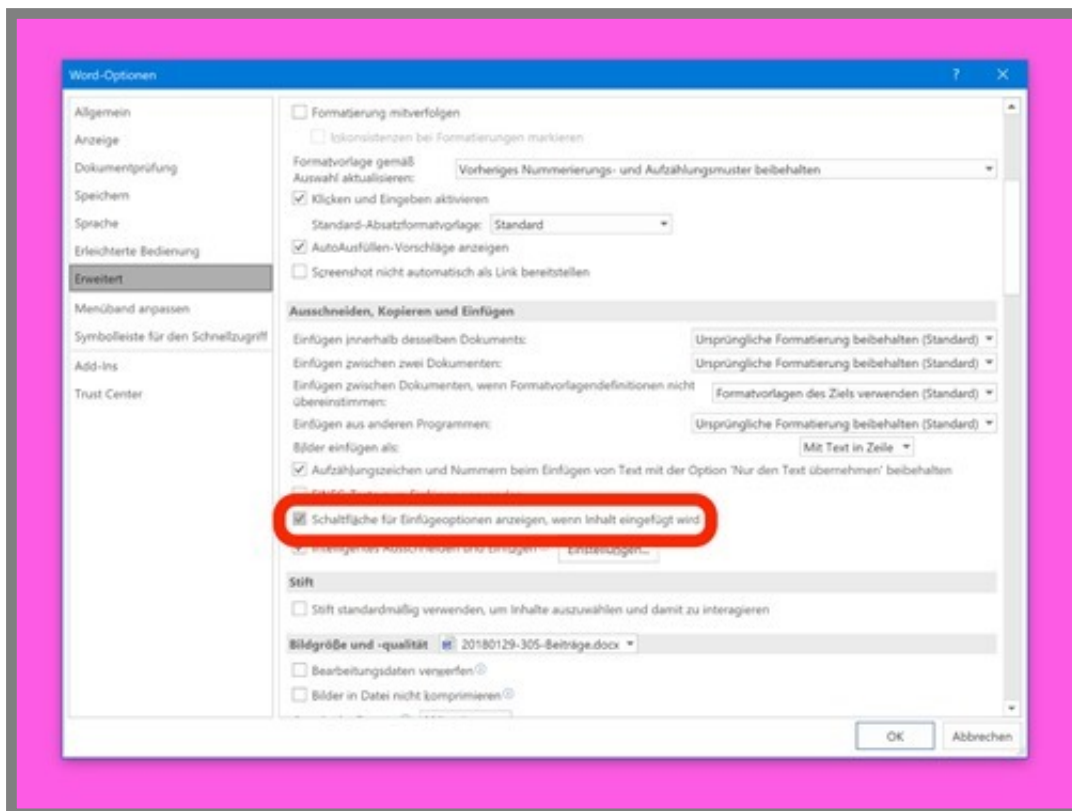 Word-Optionen ?
Allgemein
Anzeige
Dokumentprüfung
Speichern
Sprache
Erleichterte Bedienung
Erweitert
Menüband anpassen
Symbolleiste für den Schnellzugriff
Add-Ins
Trust Center
Formatierung mitverfolgen
Inkonsistenzen bei Formatierungen markieren
Formatvorlage gemäß
Auswahl aktualisieren: Vorheriges Nummerierungs- und Aufzählungsmuster beibehalten
Klicken und Eingeben aktivieren
Standard-Absatzformatvorlage: Standard
AutoAusfüllen-Vorschläge anzeigen
Screenshot nicht automatisch als Link bereitstellen
Ausschneiden, Kopieren und Einfügen
Einfügen innerhalb desselben Dokuments: Ursprüngliche Formatierung beibehalten (Standard)
Einfügen zwischen zwei Dokumenten: Ursprüngliche Formatierung beibehalten (Standard)
Einfügen zwischen Dokumenten, wenn Formatvorlagendefinitionen nicht
übereinstimmen: Formatvorlagen des Ziels verwenden (Standard)
Einfügen aus anderen Programmen: Ursprüngliche Formatierung beibehalten (Standard)
Bilder einfügen als: Mit Text in Zeile
Aufzählungszeichen und Nummern beim Einfügen von Text mit der Option 'Nur den Text übernehmen' beibehalten
Schaltfläche für Einfügeoptionen anzeigen, wenn Inhalt eingefügt wird
Intelligentes Ausschneiden und Einfügen Einstellungen...
Stift
Stift standardmäßig verwenden, um Inhalte auszuwählen und damit zu interagieren
Bildgröße und -qualität 20180129-305-Beiträge.docx
Bearbeitungsdaten verwerfen
Bilder in Datei nicht komprimieren
OK Abbrechen